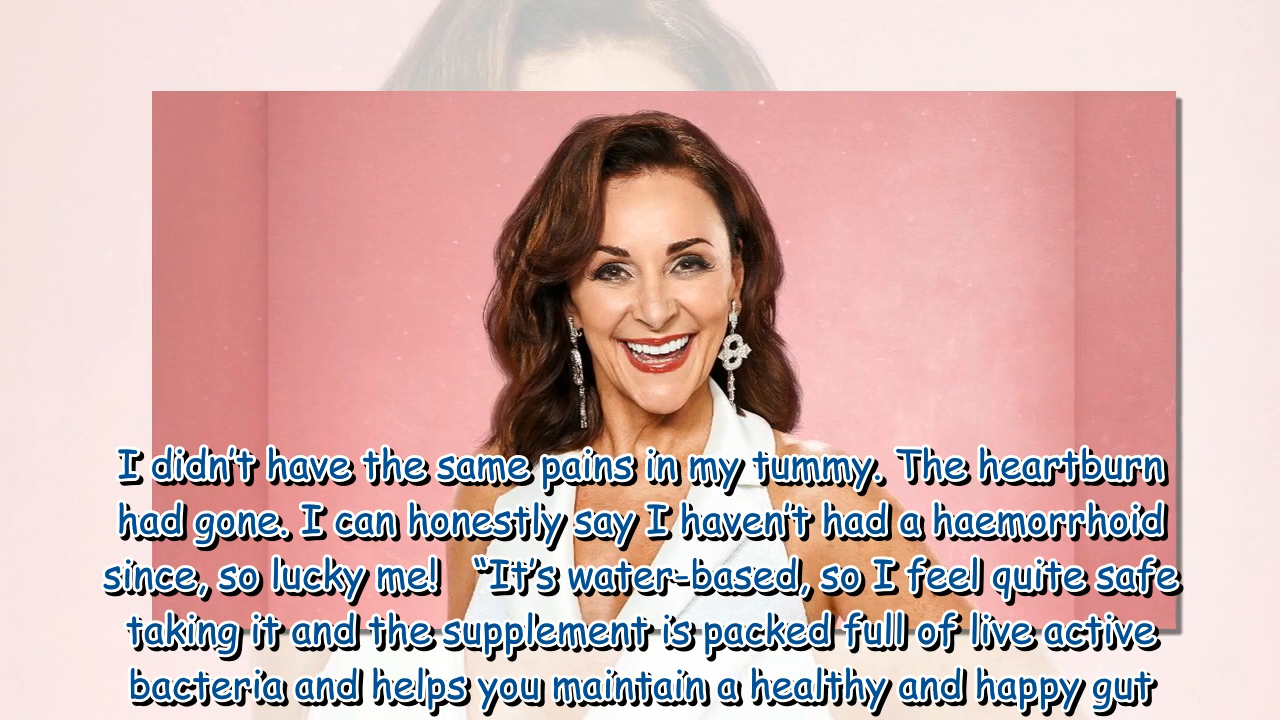 I didn't have the same pains in my tummy. The heartburn
had gone. I can honestly say I haven't had a haemorrhoid
since, so lucky me!   “It's water-based, so I feel quite safe
taking it and the supplement is packed full of live active
bacteria and helps you maintain a healthy and happy gut